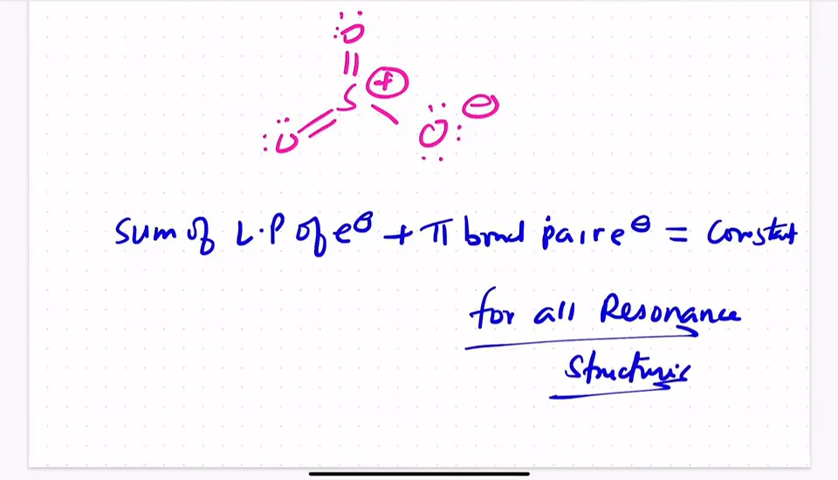 :Ö
||
S ⊕
:Ö Ö: ⊖
Sum of L.P of e⊖ + π bond pair e⊖ = constant
for all Resonance
structures